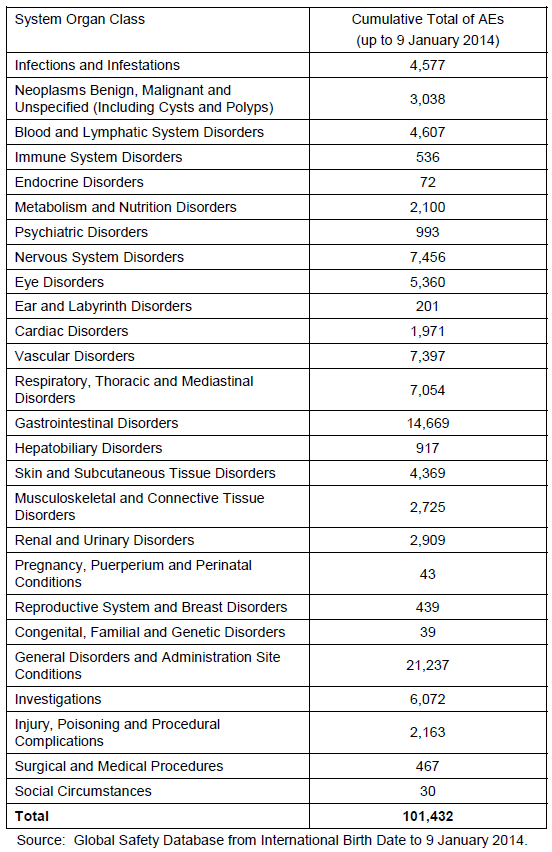 System Organ Class
Cumulative Total of AEs
(up to 9 January 2014)
Infections and Infestations
4,577
Neoplasms Benign, Malignant and
Unspecified (Including Cysts and Polyps)
3,038
Blood and Lymphatic System Disorders
4,607
Immune System Disorders
536
Endocrine Disorders
72
Metabolism and Nutrition Disorders
2,100
Psychiatric Disorders
993
Nervous System Disorders
7,456
Eye Disorders
5,360
Ear and Labyrinth Disorders
201
Cardiac Disorders
1,971
Vascular Disorders
7,397
Respiratory, Thoracic and Mediastinal
Disorders
7,054
Gastrointestinal Disorders
14,669
Hepatobiliary Disorders
917
Skin and Subcutaneous Tissue Disorders
4,369
Musculoskeletal and Connective Tissue
Disorders
2,725
Renal and Urinary Disorders
2,909
Pregnancy, Puerperium and Perinatal
Conditions
43
Reproductive System and Breast Disorders
439
Congenital, Familial and Genetic Disorders
39
General Disorders and Administration Site
Conditions
21,237
Investigations
6,072
Injury, Poisoning and Procedural
Complications
2,163
Surgical and Medical Procedures
467
Social Circumstances
30
Total
101,432
Source: Global Safety Database from International Birth Date to 9 January 2014.